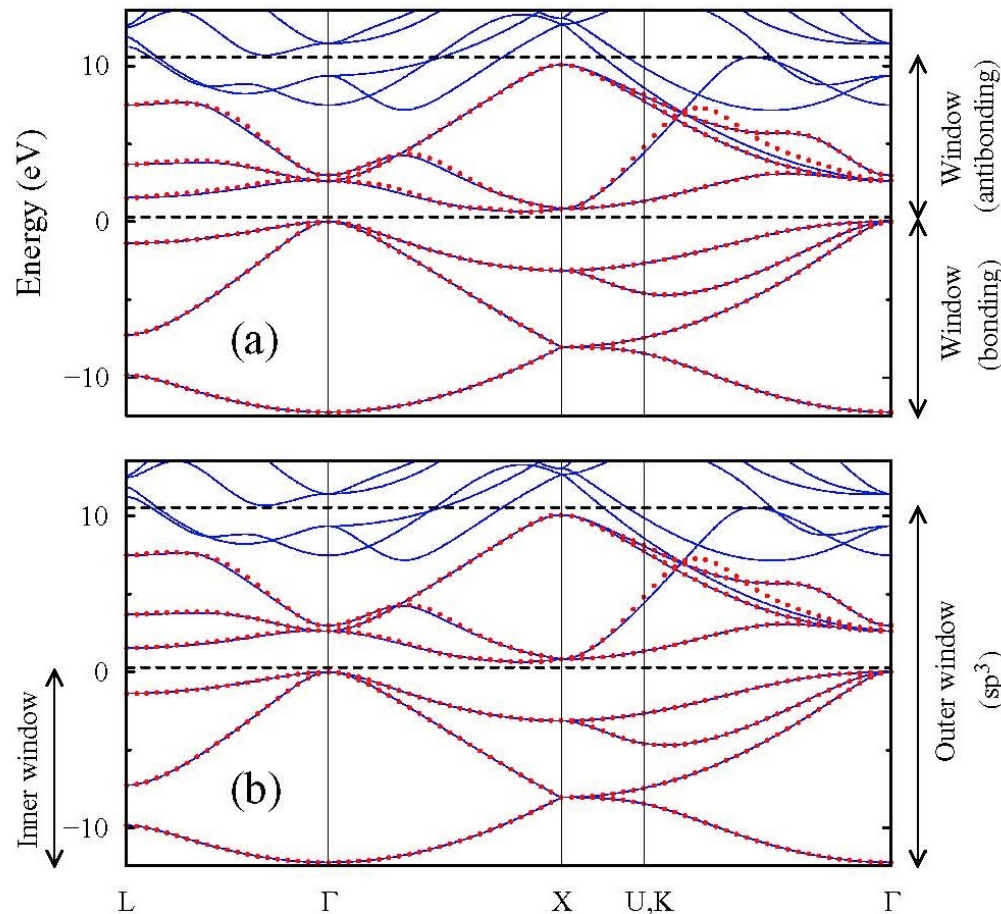 10
0
−10
Energy (eV)
(a)
Window
(antibonding)
Window
(bonding)
10
0
−10
(b)
Inner window
Outer window
(sp³)
L
Γ
X
U,K
Γ